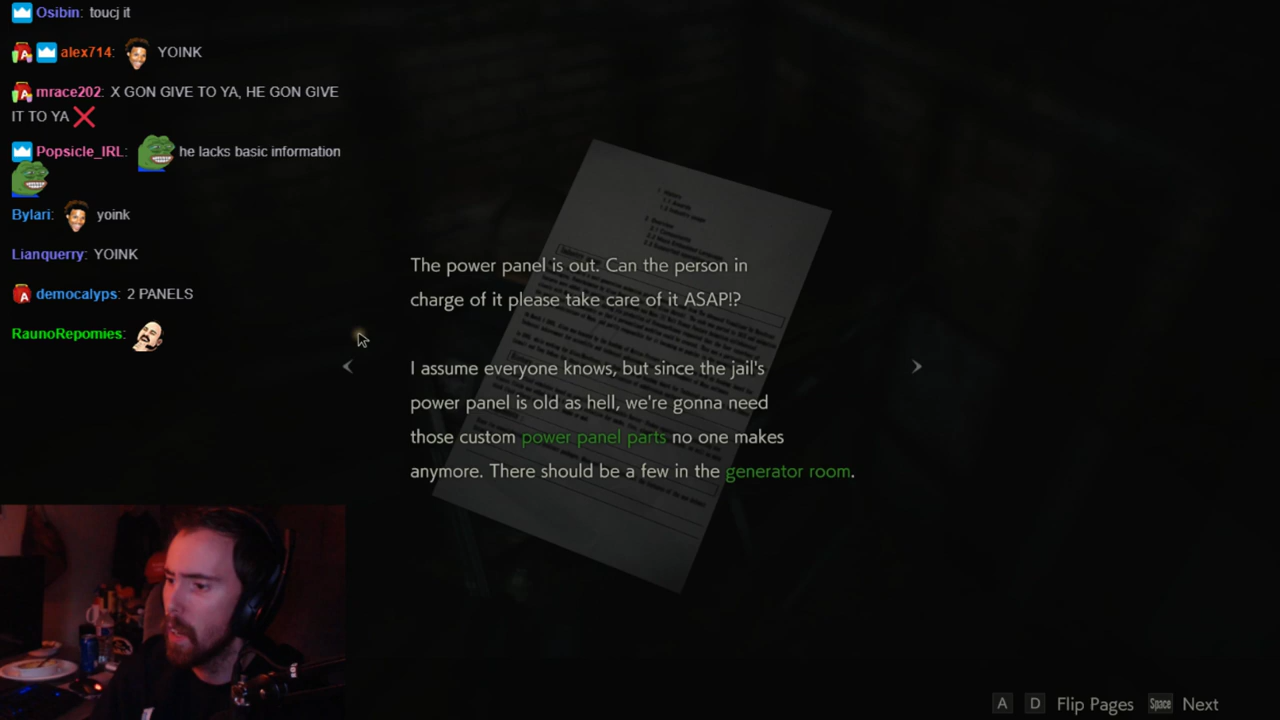 Osibin: toucj it
alex714: YOINK
mrace202: X GON GIVE TO YA, HE GON GIVE
IT TO YA
Popsicle_IRL: he lacks basic information
Bylari: yoink
Lianquerry: YOINK
democalyps: 2 PANELS
RaunoRepomies:
The power panel is out. Can the person in
charge of it please take care of it ASAP!?
I assume everyone knows, but since the jail's
power panel is old as hell, we're gonna need
those custom power panel parts no one makes
anymore. There should be a few in the generator room.
A D Flip Pages Space Next